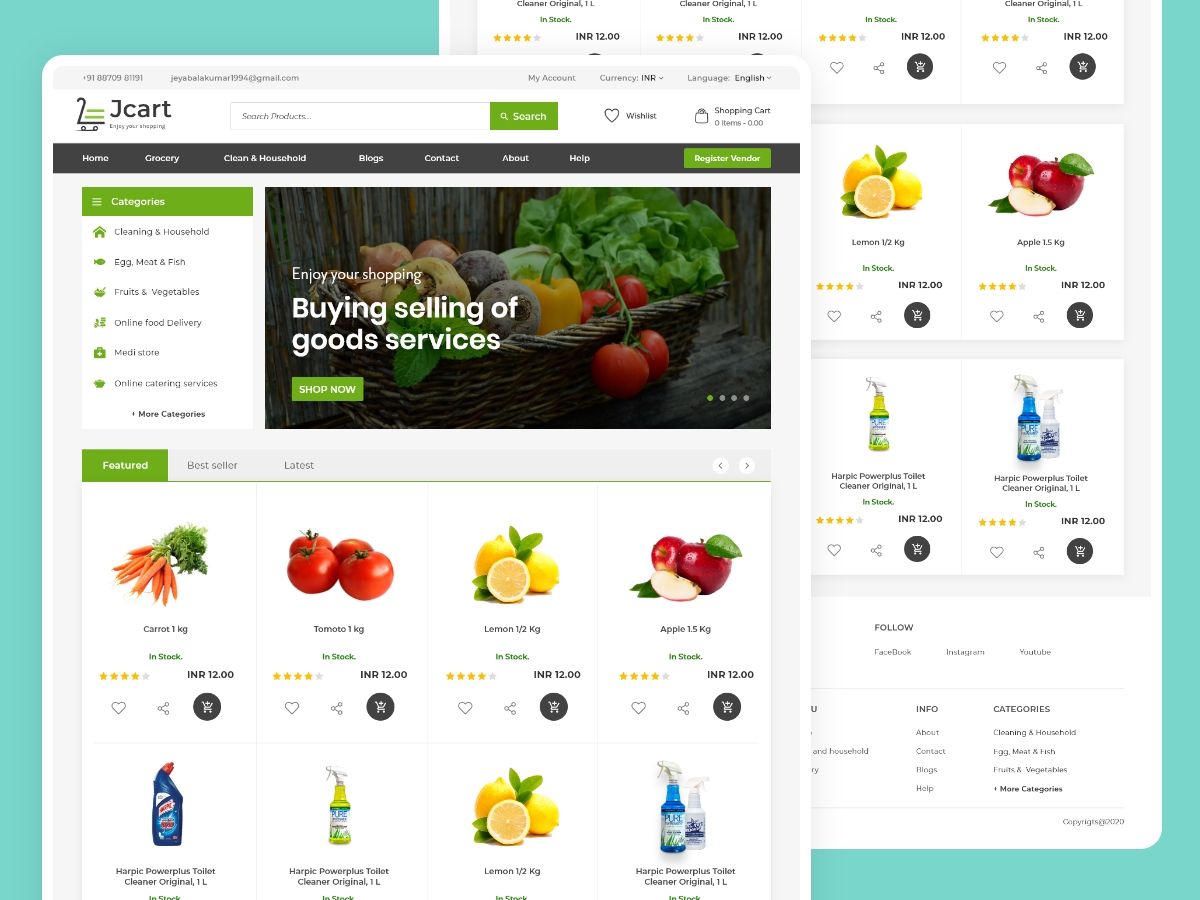 +91 88709 81191
jeyabalakumar1994@gmail.com
My Account
Currency: INR
Language: English
Jcart
Enjoy your shopping
Search Products...
Search
Wishlist
Shopping Cart
0 items - 0.00
Home
Grocery
Clean & Household
Blogs
Contact
About
Help
Register Vendor
Categories
Cleaning & Household
Egg, Meat & Fish
Fruits & Vegetables
Online food Delivery
Medi store
Online catering services
+ More Categories
Enjoy your shopping
Buying selling of
goods services
SHOP NOW
Featured
Best seller
Latest
Carrot 1 kg
In Stock.
INR 12.00
Tomoto 1 kg
In Stock.
INR 12.00
Lemon 1/2 Kg
In Stock.
INR 12.00
Apple 1.5 Kg
In Stock.
INR 12.00
Harpic Powerplus Toilet
Cleaner Original, 1 L
In Stock.
PURE
Harpic Powerplus Toilet
Cleaner Original, 1 L
In Stock.
Lemon 1/2 Kg
In Stock.
PURE
Harpic Powerplus Toilet
Cleaner Original, 1 L
In Stock.
Cleaner Original, 1 L
In Stock.
INR 12.00
Cleaner Original, 1 L
In Stock.
INR 12.00
In Stock.
INR 12.00
Cleaner Original, 1 L
In Stock.
INR 12.00
Lemon 1/2 Kg
In Stock.
INR 12.00
Apple 1.5 Kg
In Stock.
INR 12.00
PURE
Harpic Powerplus Toilet
Cleaner Original, 1 L
In Stock.
INR 12.00
PURE
Harpic Powerplus Toilet
Cleaner Original, 1 L
In Stock.
INR 12.00
FOLLOW
FaceBook
Instagram
Youtube
U
and household
ry
INFO
About
Contact
Blogs
Help
CATEGORIES
Cleaning & Household
Egg, Meat & Fish
Fruits & Vegetables
+ More Categories
Copyrigts@2020